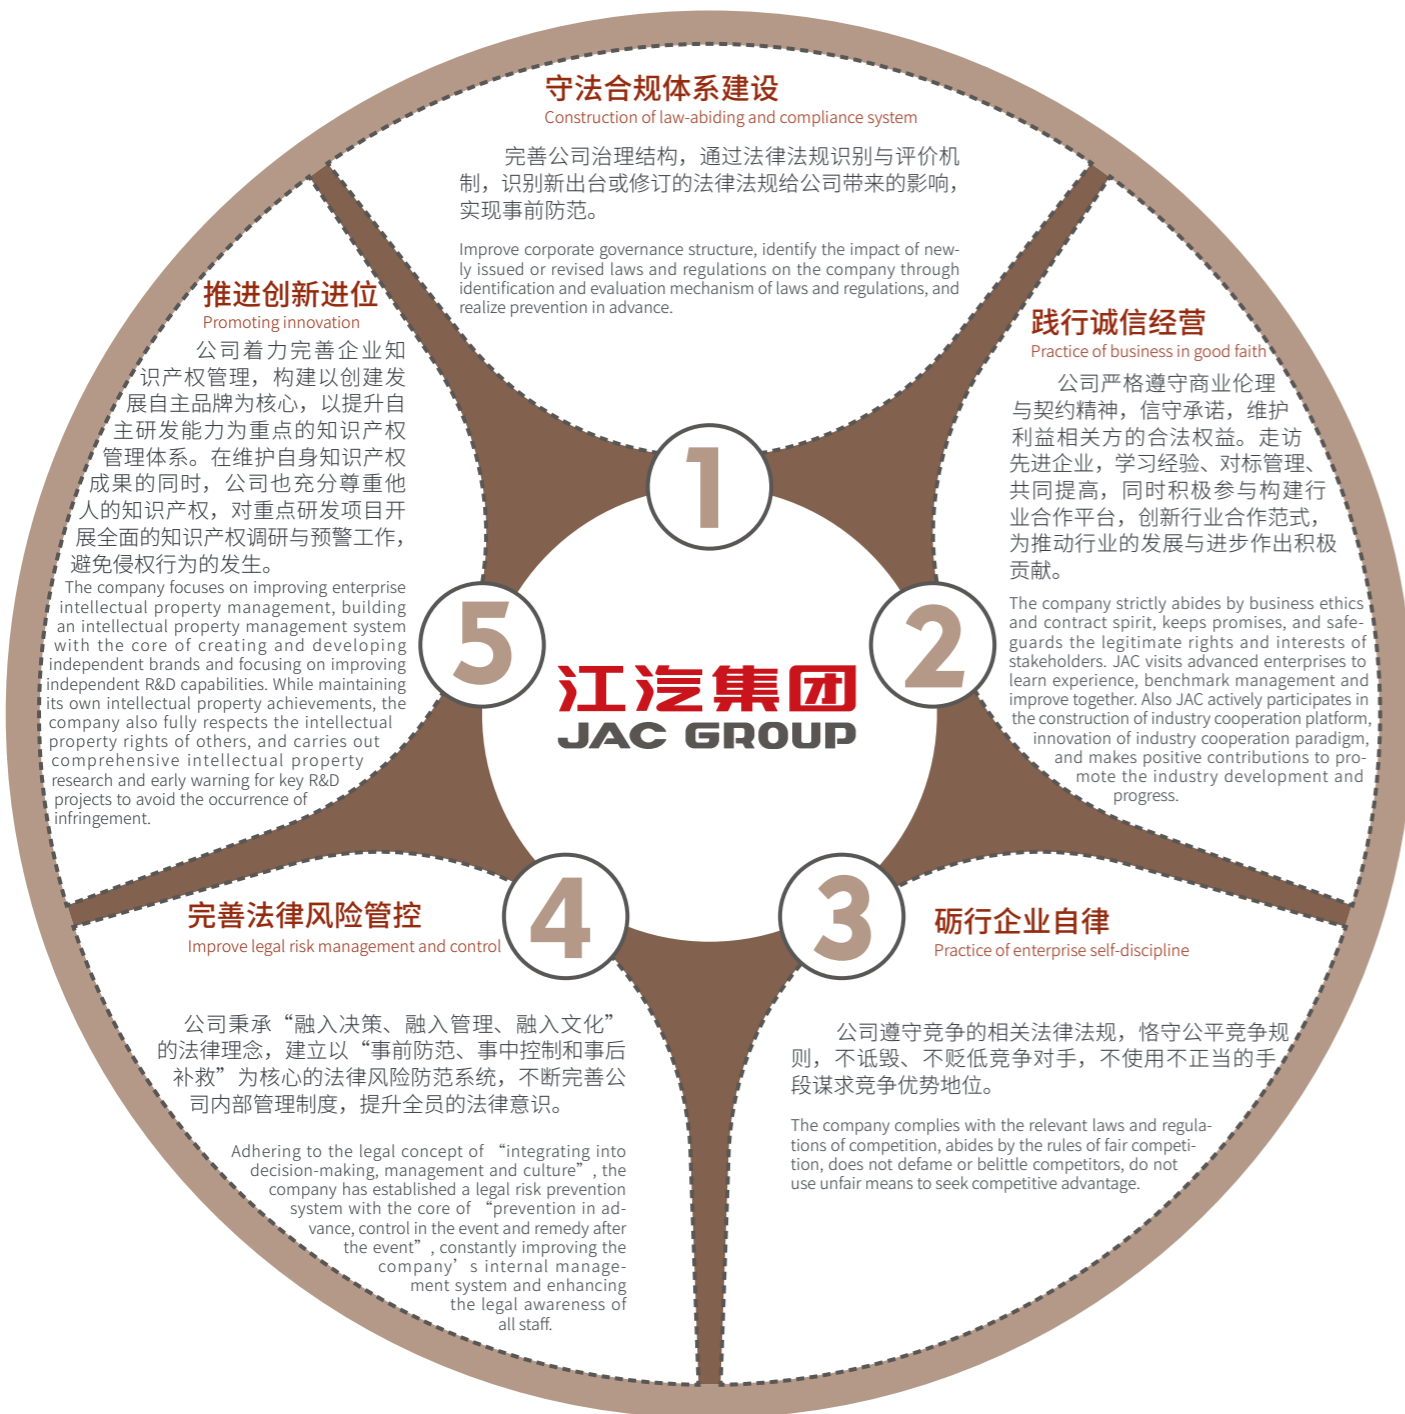 守法合规体系建设
Construction of law-abiding and compliance system
完善公司治理结构，通过法律法规识别与评价机
制，识别新出台或修订的法律法规给公司带来的影响，
实现事前防范。
Improve corporate governance structure, identify the impact of new-
ly issued or revised laws and regulations on the company through
identification and evaluation mechanism of laws and regulations, and
realize prevention in advance.
1
践行诚信经营
Practice of business in good faith
公司严格遵守商业伦理
与契约精神，信守承诺，维护
利益相关方的合法权益。走访
先进企业，学习经验、对标管理、
共同提高，同时积极参与构建行
业合作平台，创新行业合作范式，
为推动行业的发展与进步作出积极
贡献。
The company strictly abides by business ethics
and contract spirit, keeps promises, and safe-
guards the legitimate rights and interests of
stakeholders. JAC visits advanced enterprises to
learn experience, benchmark management and
improve together. Also JAC actively participates in
the construction of industry cooperation platform,
innovation of industry cooperation paradigm,
and makes positive contributions to pro-
mote the industry development and
progress.
2
砺行企业自律
Practice of enterprise self-discipline
公司遵守竞争的相关法律法规，恪守公平竞争规
则，不诋毁、不贬低竞争对手，不使用不正当的手
段谋求竞争优势地位。
The company complies with the relevant laws and regula-
tions of competition, abides by the rules of fair competi-
tion, does not defame or belittle competitors, do not
use unfair means to seek competitive advantage.
3
完善法律风险管控
Improve legal risk management and control
公司秉承“融入决策、融入管理、融入文化”
的法律理念，建立以“事前防范、事中控制和事后
补救”为核心的法律风险防范系统，不断完善公
司内部管理制度，提升全员的法律意识。
Adhering to the legal concept of “integrating into
decision-making, management and culture”, the
company has established a legal risk prevention
system with the core of “prevention in ad-
vance, control in the event and remedy after
the event”, constantly improving the
company’s internal manage-
ment system and enhancing
the legal awareness of
all staff.
4
推进创新进位
Promoting innovation
公司着力完善企业知
识产权管理，构建以创建发
展自主品牌为核心，以提升自
主研发能力为重点的知识产权
管理体系。在维护自身知识产权
成果的同时，公司也充分尊重他
人的知识产权，对重点研发项目开
展全面的知识产权调研与预警工作，
避免侵权行为的发生。
The company focuses on improving enterprise
intellectual property management, building
an intellectual property management system
with the core of creating and developing
independent brands and focusing on improving
independent R&D capabilities. While maintaining
its own intellectual property achievements, the
company also fully respects the intellectual
property rights of others, and carries out
comprehensive intellectual property
research and early warning for key R&D
projects to avoid the occurrence of
infringement.
5
江汽集团
JAC GROUP